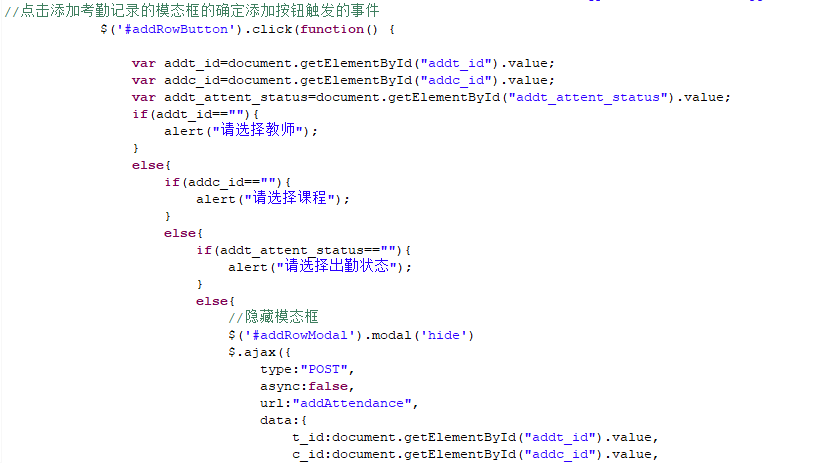 //点击添加考勤记录的模态框的确定添加按钮触发的事件
$('#addRowButton').click(function() {
var addt_id=document.getElementById("addt_id").value;
var addc_id=document.getElementById("addc_id").value;
var addt_attent_status=document.getElementById("addt_attent_status").value;
if(addt_id==""){
alert("请选择教师");
}
else{
if(addc_id==""){
alert("请选择课程");
}
else{
if(addt_attent_status==""){
alert("请选择出勤状态");
}
else{
//隐藏模态框
$('#addRowModal').modal('hide')
$.ajax({
type:"POST",
async:false,
url:"addAttendance",
data:{
t_id:document.getElementById("addt_id").value,
c_id:document.getElementById("addc_id").value,